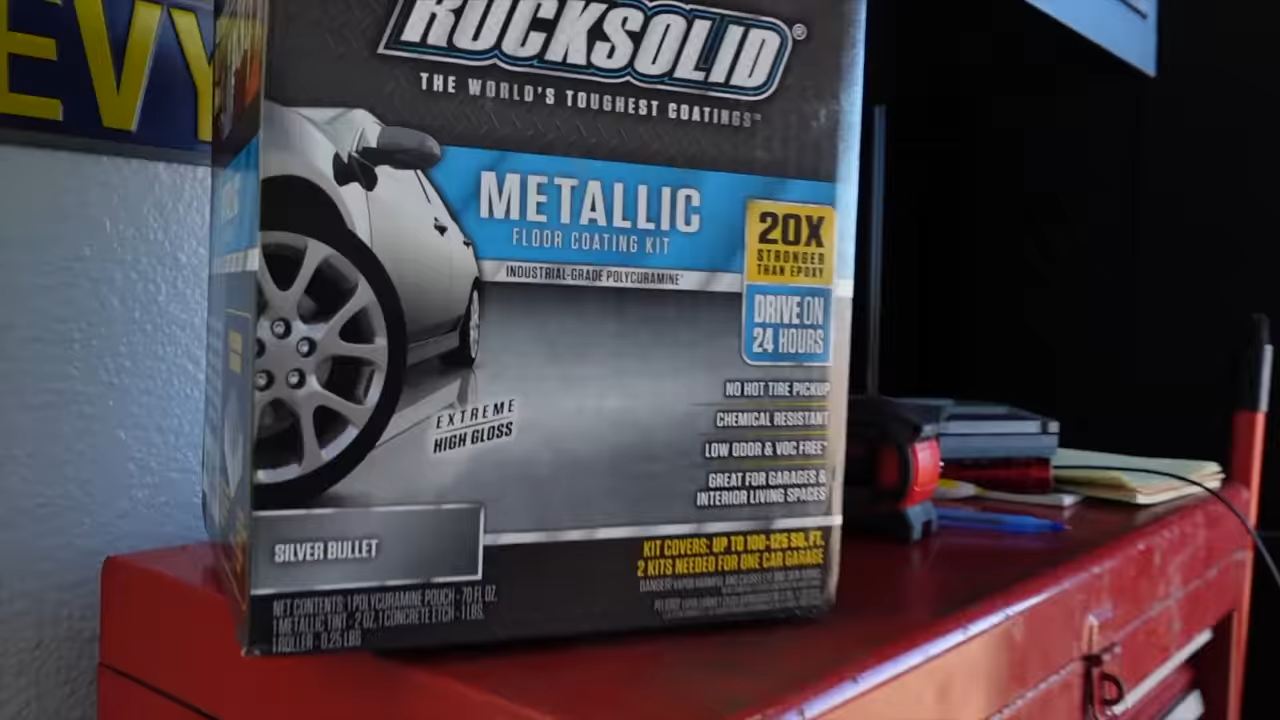 EVY
ROCKSOLID®
THE WORLD'S TOUGHEST COATINGS™
METALLIC
FLOOR COATING KIT
INDUSTRIAL-GRADE POLYCURAMINE®
20X
STRONGER
THAN EPOXY
DRIVE ON
24 HOURS
NO HOT TIRE PICKUP
CHEMICAL RESISTANT
LOW ODOR & VOC FREE*
GREAT FOR GARAGES &
INTERIOR LIVING SPACES
EXTREME
HIGH GLOSS
SILVER BULLET
KIT COVERS: UP TO 100-125 SQ. FT.
2 KITS NEEDED FOR ONE CAR GARAGE
NET CONTENTS: 1 POLYCURAMINE POUCH - 70 FL OZ,
1 METALLIC TINT - 2 OZ, 1 CONCRETE ETCH - 1 LBS,
1 ROLLER - 0.25 LBS